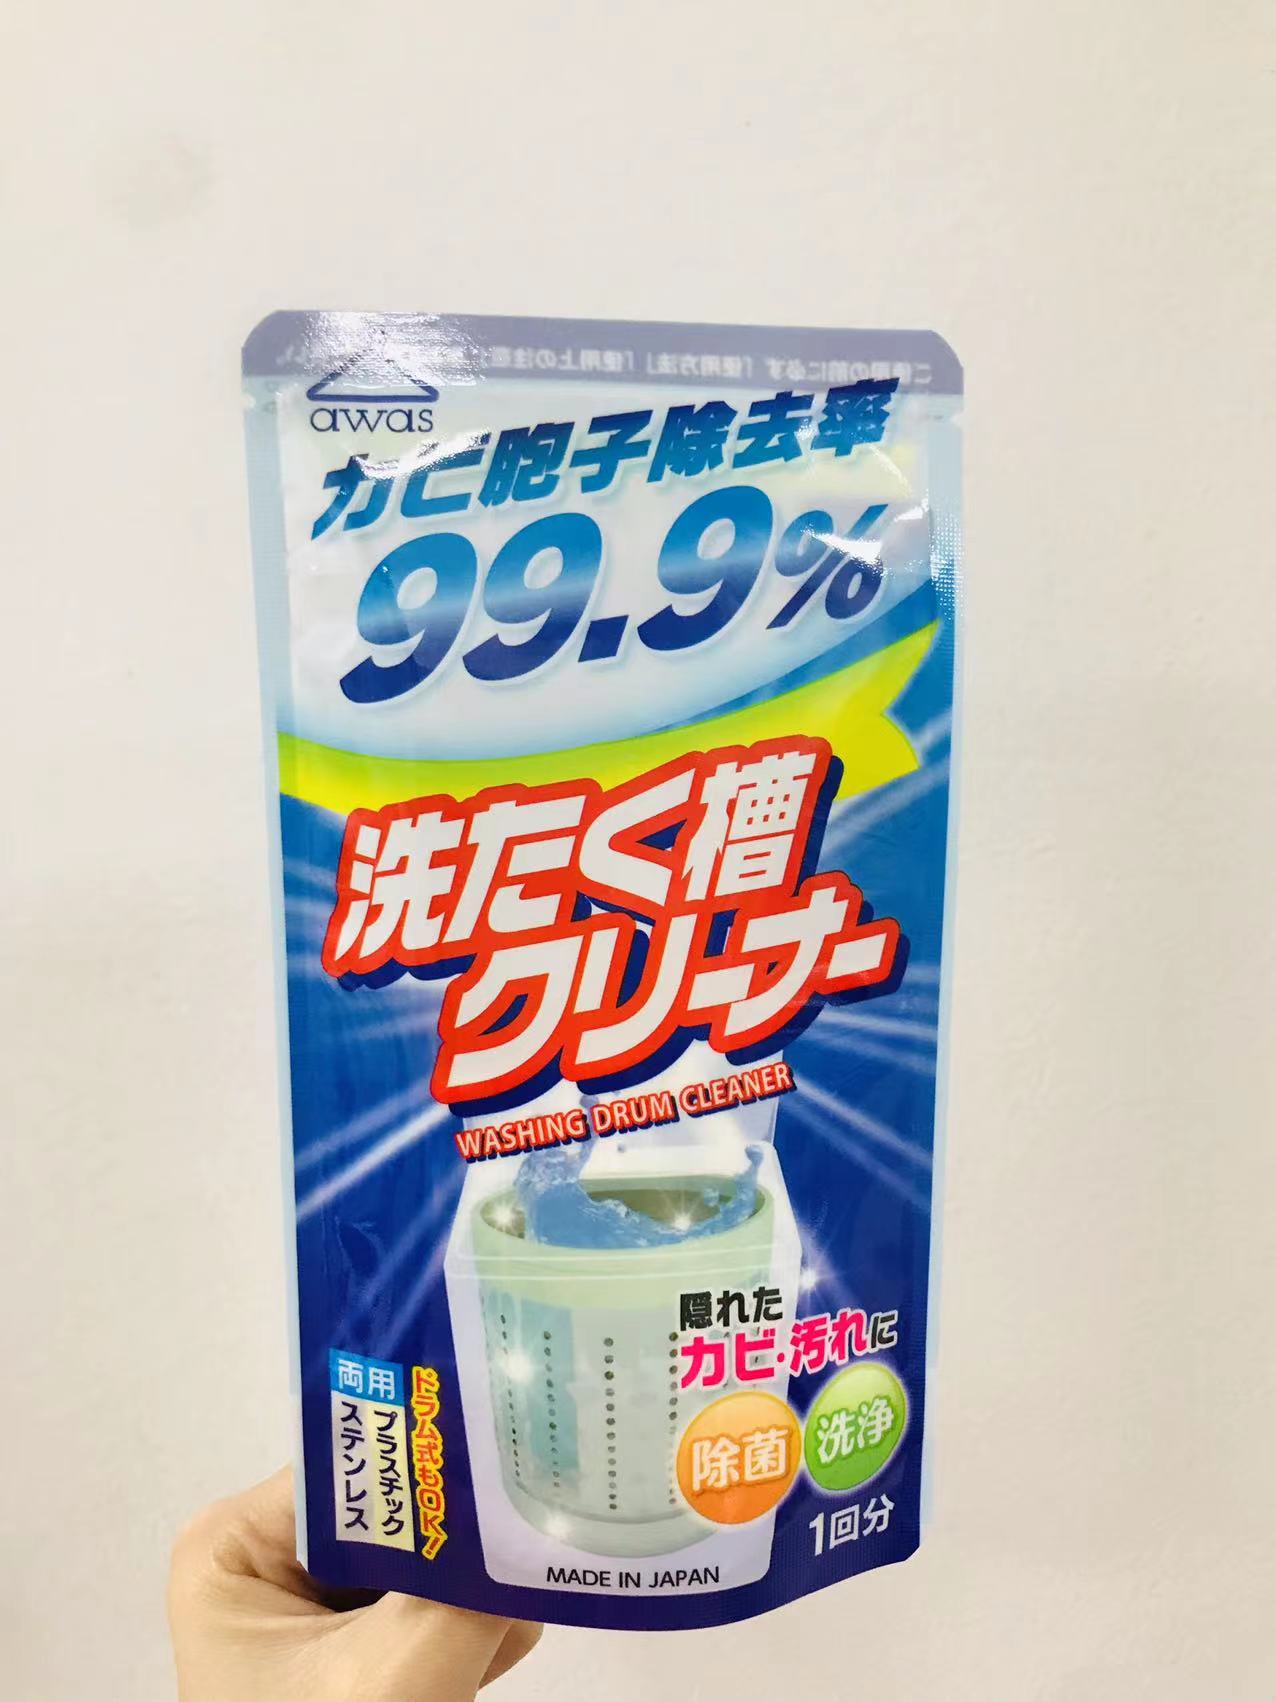 awas
カビ胞子除去率
99.9%
洗たく槽
クリーナー
WASHING DRUM CLEANER
隠れた
カビ・汚れに
除菌
洗浄
1回分
両用
プラスチック
ステンレス
ドラム式もOK!
MADE IN JAPAN